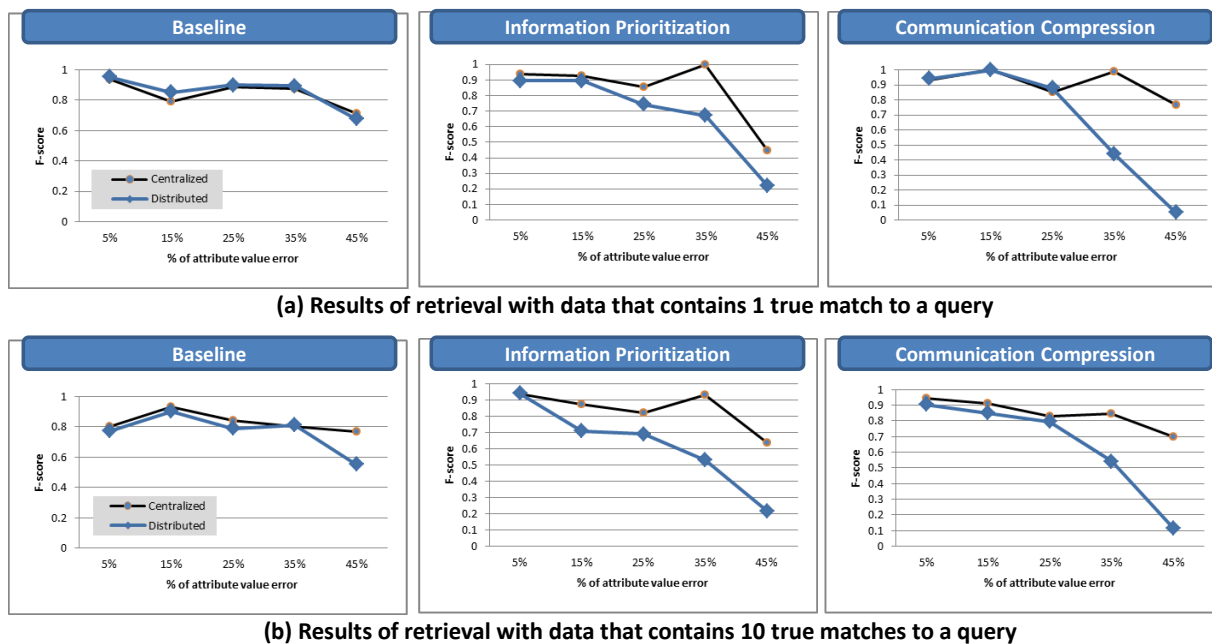 Baseline
Information Prioritization
Communication Compression
1
0.8
0.6
0.4
0.2
0
F-score
Centralized
Distributed
5% 15% 25% 35% 45%
% of attribute value error
1
0.9
0.8
0.7
0.6
0.5
0.4
0.3
0.2
0.1
0
F-score
5% 15% 25% 35% 45%
% of attribute value error
1
0.9
0.8
0.7
0.6
0.5
0.4
0.3
0.2
0.1
0
F-score
5% 15% 25% 35% 45%
% of attribute value error
(a) Results of retrieval with data that contains 1 true match to a query
Baseline
Information Prioritization
Communication Compression
1
0.8
0.6
0.4
0.2
0
F-score
Centralized
Distributed
5% 15% 25% 35% 45%
% of attribute value error
1
0.9
0.8
0.7
0.6
0.5
0.4
0.3
0.2
0.1
0
F-score
5% 15% 25% 35% 45%
% of attribute value error
1
0.9
0.8
0.7
0.6
0.5
0.4
0.3
0.2
0.1
0
F-score
5% 15% 25% 35% 45%
% of attribute value error
(b) Results of retrieval with data that contains 10 true matches to a query